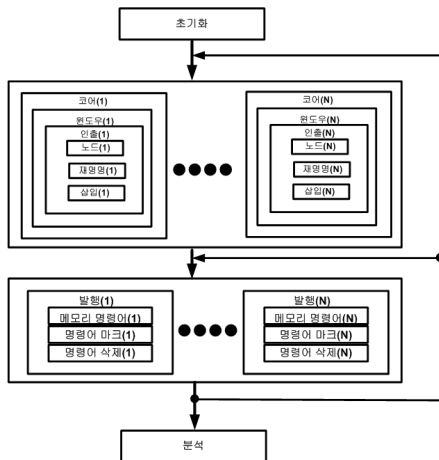 초기화
코어(1)
윈도우(1)
인출(1)
노드(1)
재명명(1)
삽입(1)
코어(N)
윈도우(N)
인출(N)
노드(N)
재명명(N)
삽입(N)
발행(1)
메모리 명령어(1)
명령어 마크(1)
명령어 삭제(1)
발행(N)
메모리 명령어(N)
명령어 마크(N)
명령어 삭제(N)
분석